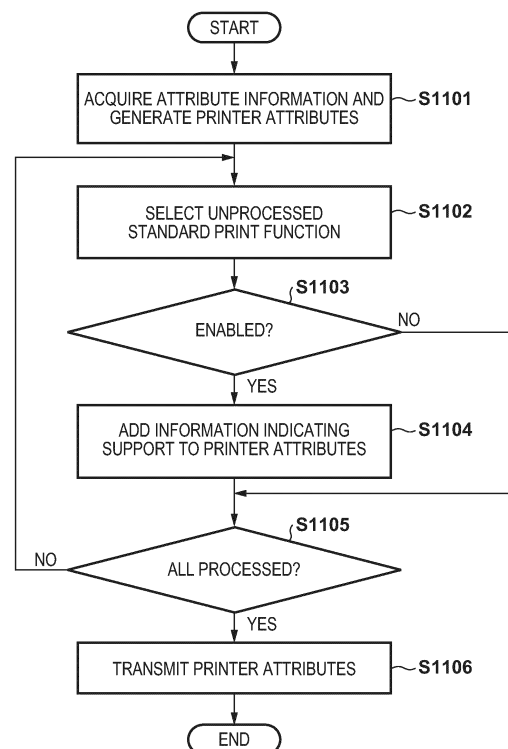 START
ACQUIRE ATTRIBUTE INFORMATION AND
GENERATE PRINTER ATTRIBUTES
S1101
SELECT UNPROCESSED
STANDARD PRINT FUNCTION
S1102
S1103
ENABLED?
NO
YES
ADD INFORMATION INDICATING
SUPPORT TO PRINTER ATTRIBUTES
S1104
S1105
ALL PROCESSED?
NO
YES
TRANSMIT PRINTER ATTRIBUTES
S1106
END